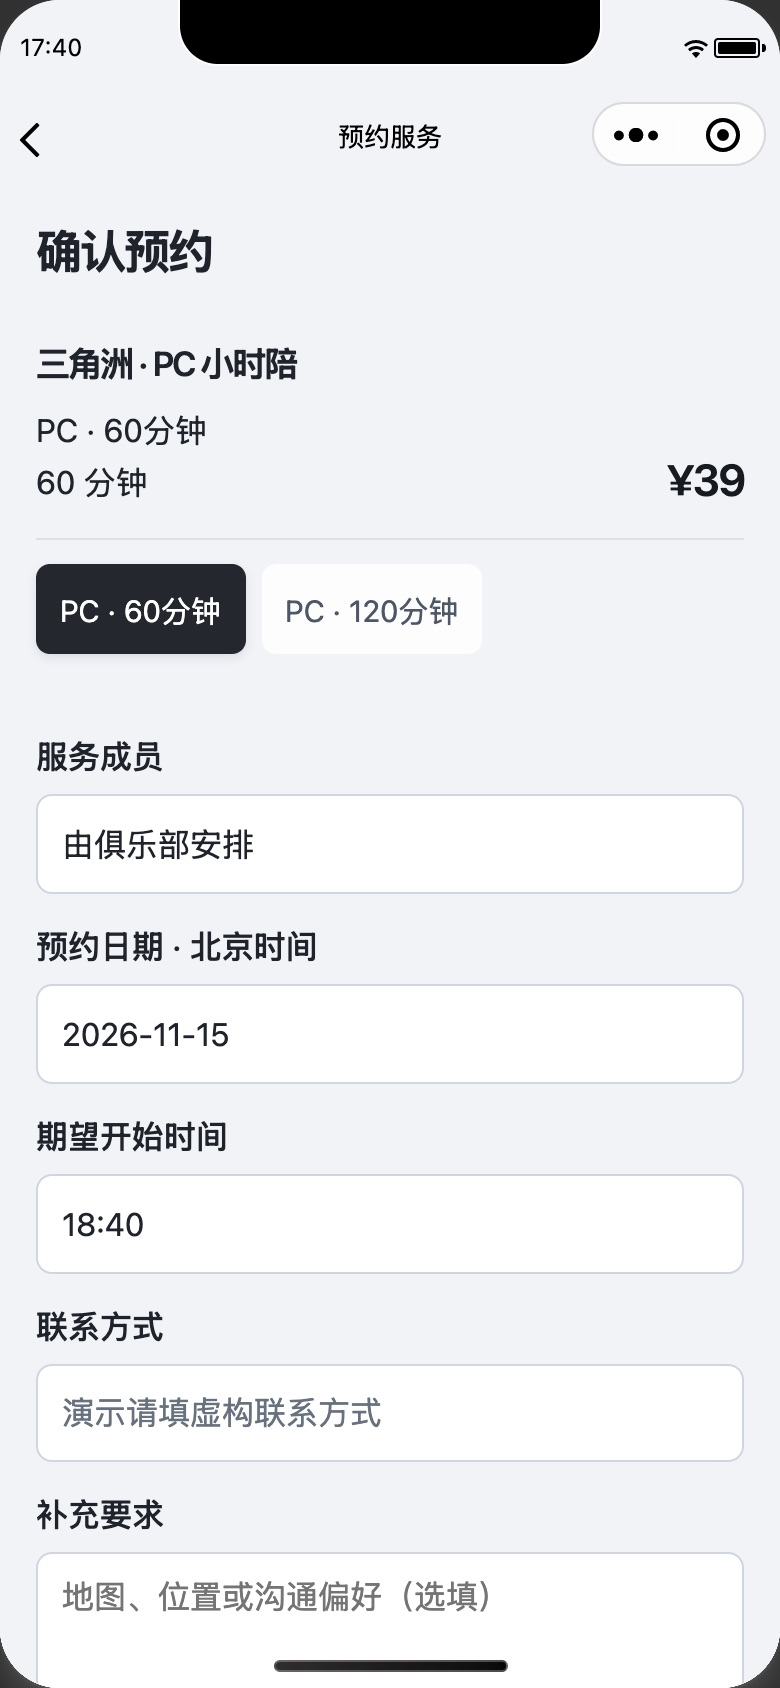 17:40
预约服务
确认预约
三角洲 · PC 小时陪
PC · 60分钟
60 分钟
¥39
PC · 60分钟
PC · 120分钟
服务成员
由俱乐部安排
预约日期 · 北京时间
2026-11-15
期望开始时间
18:40
联系方式
演示请填虚构联系方式
补充要求
地图、位置或沟通偏好（选填）